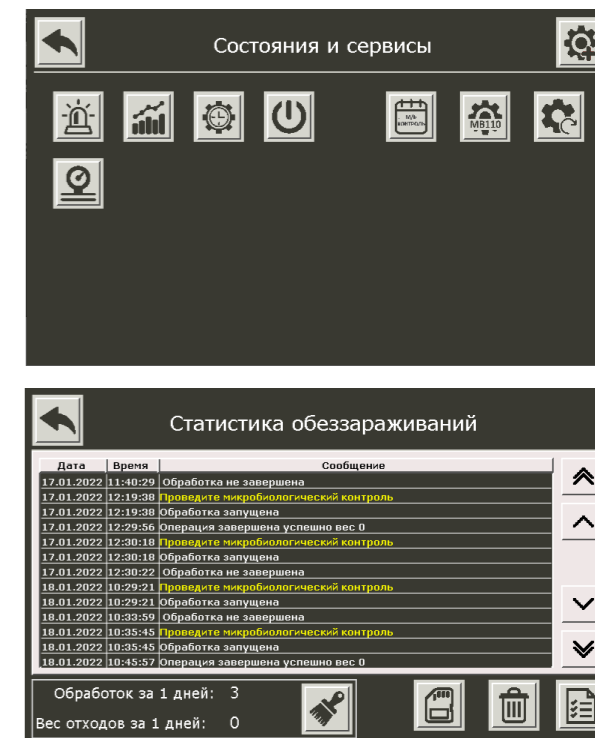 Состояния и сервисы
М/Б КОНТРОЛЬ
МВ110
Статистика обеззараживаний
Дата Время Сообщение
17.01.2022 11:40:29 Обработка не завершена
17.01.2022 12:19:38 Проведите микробиологический контроль
17.01.2022 12:19:38 Обработка запущена
17.01.2022 12:29:56 Операция завершена успешно вес 0
17.01.2022 12:30:18 Проведите микробиологический контроль
17.01.2022 12:30:18 Обработка запущена
17.01.2022 12:30:22 Обработка не завершена
18.01.2022 10:29:21 Проведите микробиологический контроль
18.01.2022 10:29:21 Обработка запущена
18.01.2022 10:33:59 Обработка не завершена
18.01.2022 10:35:45 Проведите микробиологический контроль
18.01.2022 10:35:45 Обработка запущена
18.01.2022 10:45:57 Операция завершена успешно вес 0
Обработок за 1 дней: 3
Вес отходов за 1 дней: 0